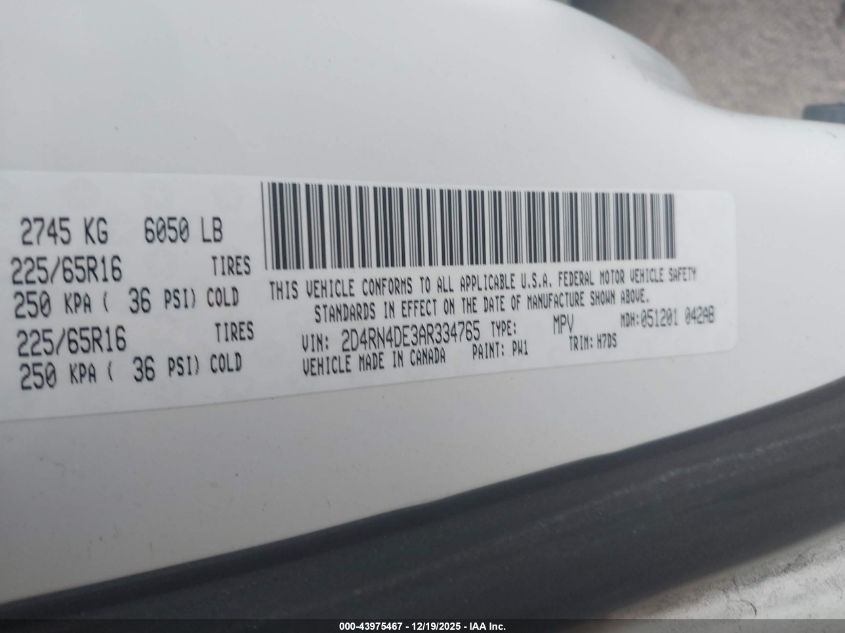 2745 KG 6050 LB
225/65R16 TIRES
250 KPA ( 36 PSI) COLD
225/65R16 TIRES
250 KPA ( 36 PSI) COLD
THIS VEHICLE CONFORMS TO ALL APPLICABLE U.S.A. FEDERAL MOTOR VEHICLE SAFETY
STANDARDS IN EFFECT ON THE DATE OF MANUFACTURE SHOWN ABOVE.
VIN: 2D4RN4DE3AR334765 TYPE: MPV MDH: 051201 042AB
VEHICLE MADE IN CANADA PAINT: PW1 TRIM: H7DS
000-43975467 - 12/19/2025 - IAA Inc.